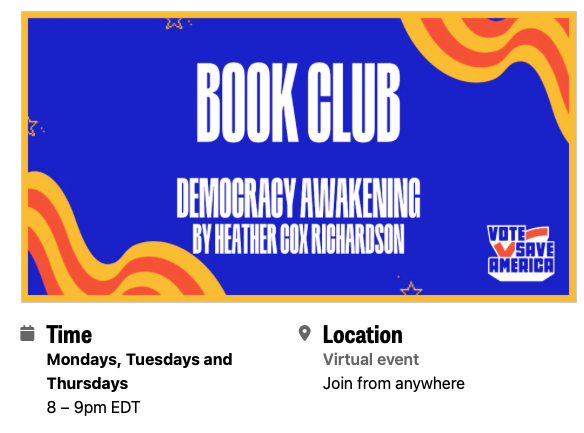 BOOK CLUB
DEMOCRACY AWAKENING
BY HEATHER COX RICHARDSON
VOTE
SAVE
AMERICA
Time
Mondays, Tuesdays and
Thursdays
8 – 9pm EDT
Location
Virtual event
Join from anywhere